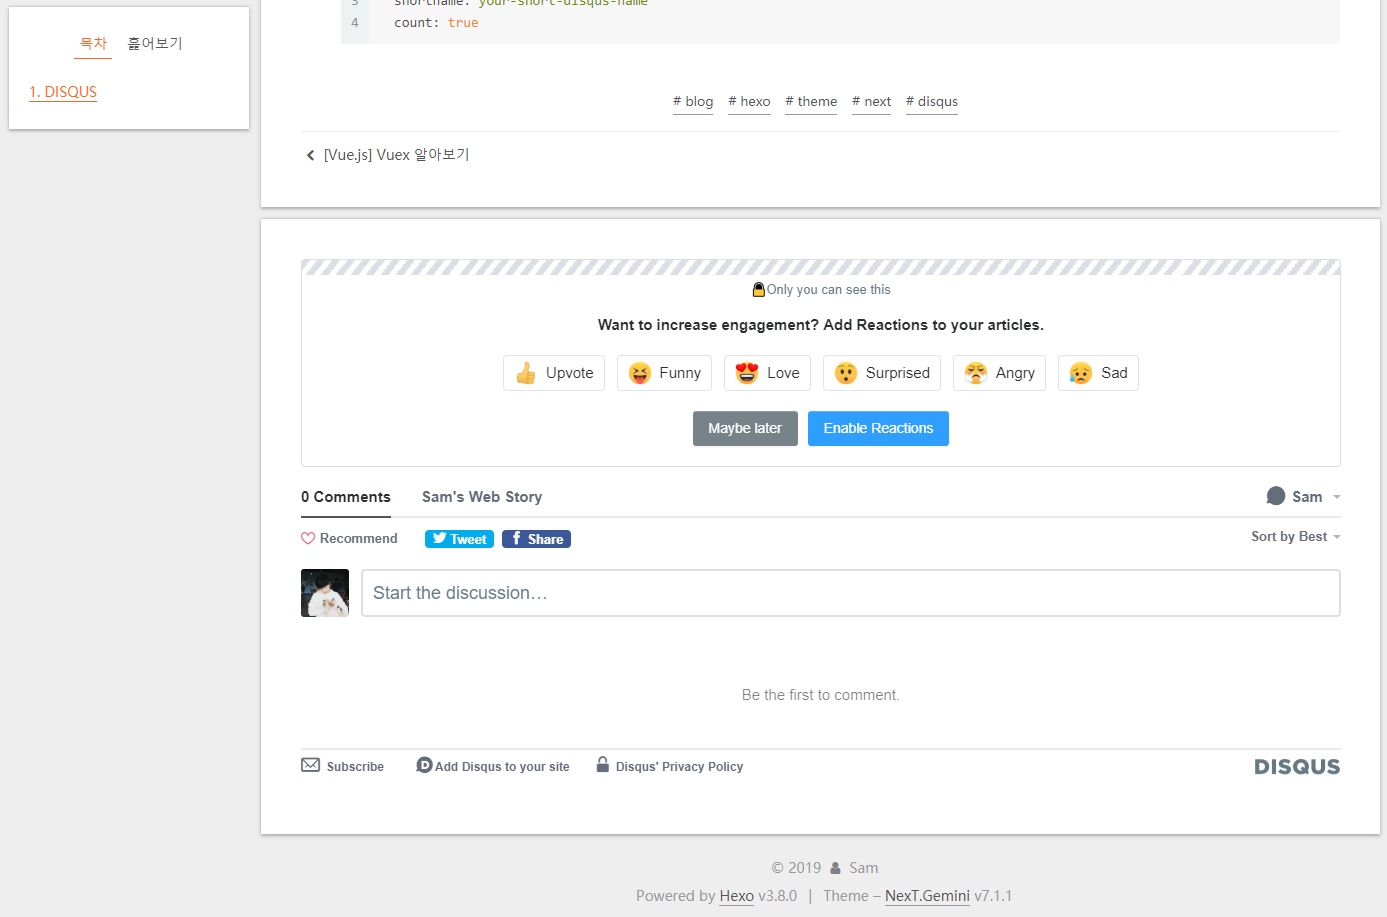 목차 훑어보기
1. DISQUS
3 shortname: your-short-disqus-name
4 count: true
# blog # hexo # theme # next # disqus
[Vue.js] Vuex 알아보기
Only you can see this
Want to increase engagement? Add Reactions to your articles.
Upvote Funny Love Surprised Angry Sad
Maybe later Enable Reactions
0 Comments Sam's Web Story Sam
Recommend Tweet Share Sort by Best
Start the discussion…
Be the first to comment.
Subscribe Add Disqus to your site Disqus' Privacy Policy DISQUS
© 2019 Sam
Powered by Hexo v3.8.0 | Theme – NexT.Gemini v7.1.1